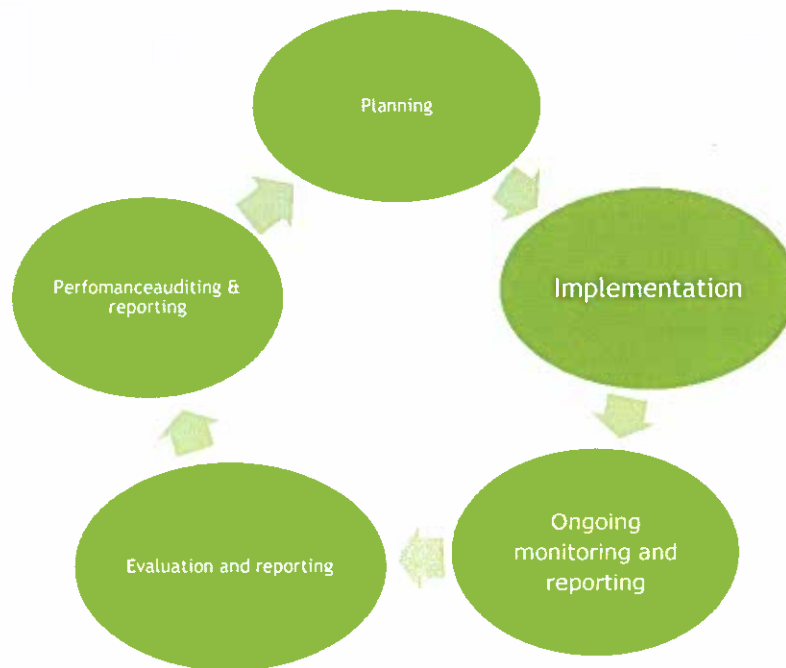 Planning
Implementation
Ongoing
monitoring and
reporting
Evaluation and reporting
Perfomanceauditing &
reporting